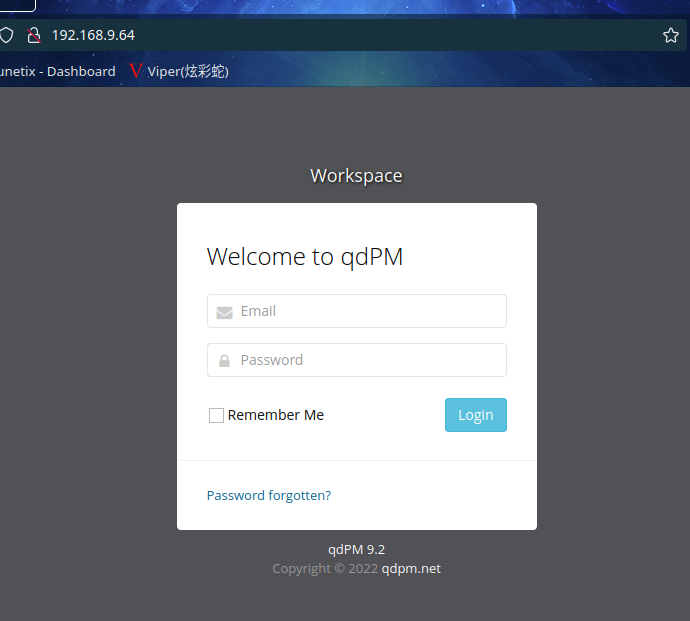 192.168.9.64
unetix - Dashboard Viper(炫彩蛇)
Workspace
Welcome to qdPM
Email
Password
Remember Me Login
Password forgotten?
qdPM 9.2
Copyright © 2022 qdpm.net